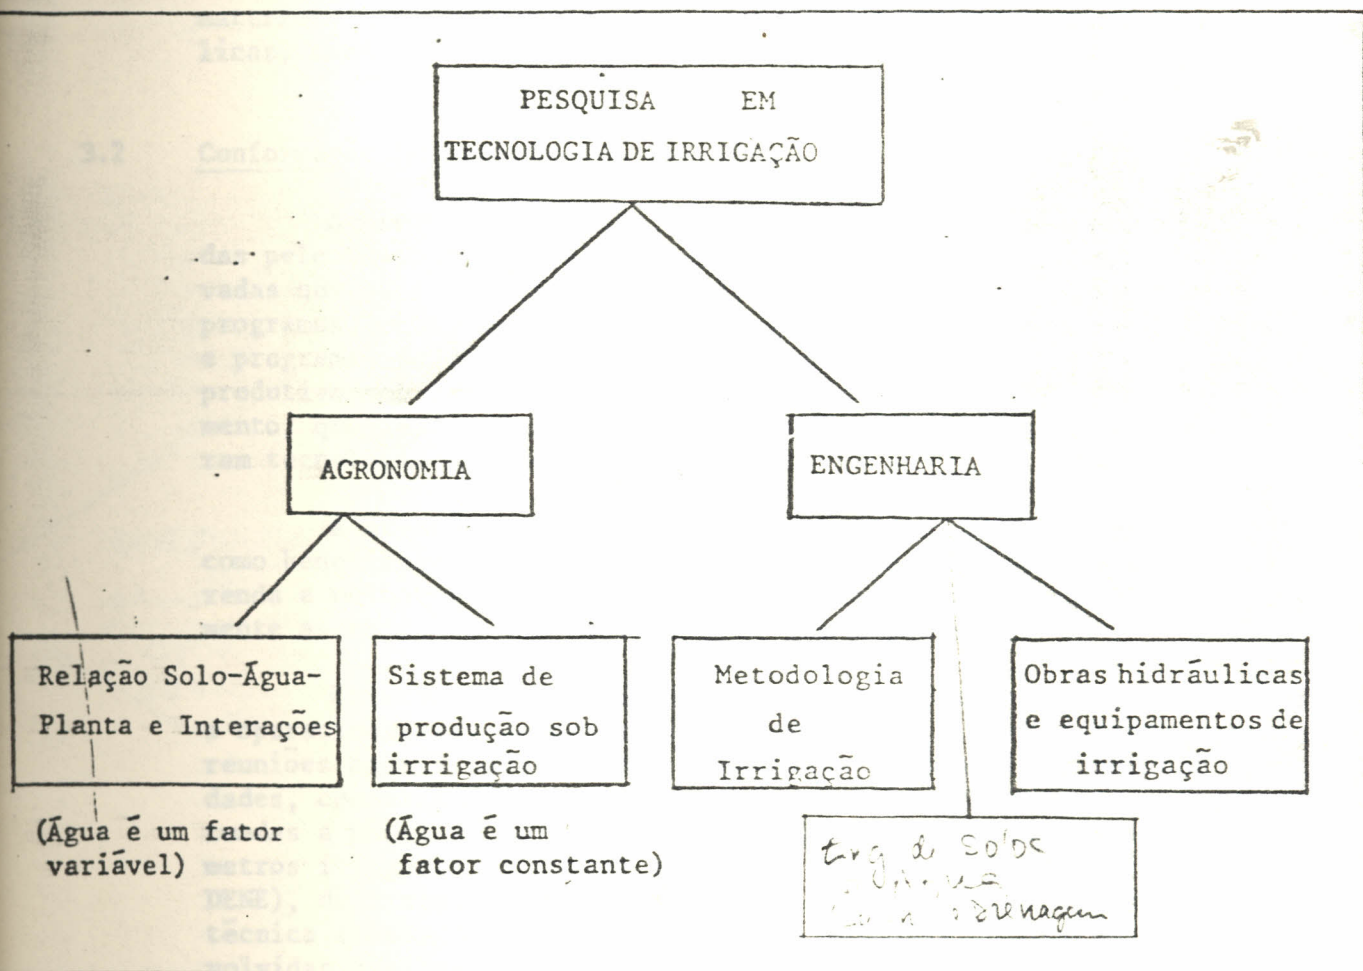 PESQUISA EM
TECNOLOGIA DE IRRIGAÇÃO
AGRONOMIA
ENGENHARIA
Relação Solo-Água-
Planta e Interações
Sistema de
produção sob
irrigação
Metodologia
de
Irrigação
Obras hidráulicas
e equipamentos de
irrigação
(Água é um fator
variável)
(Água é um
fator constante)
drenagem